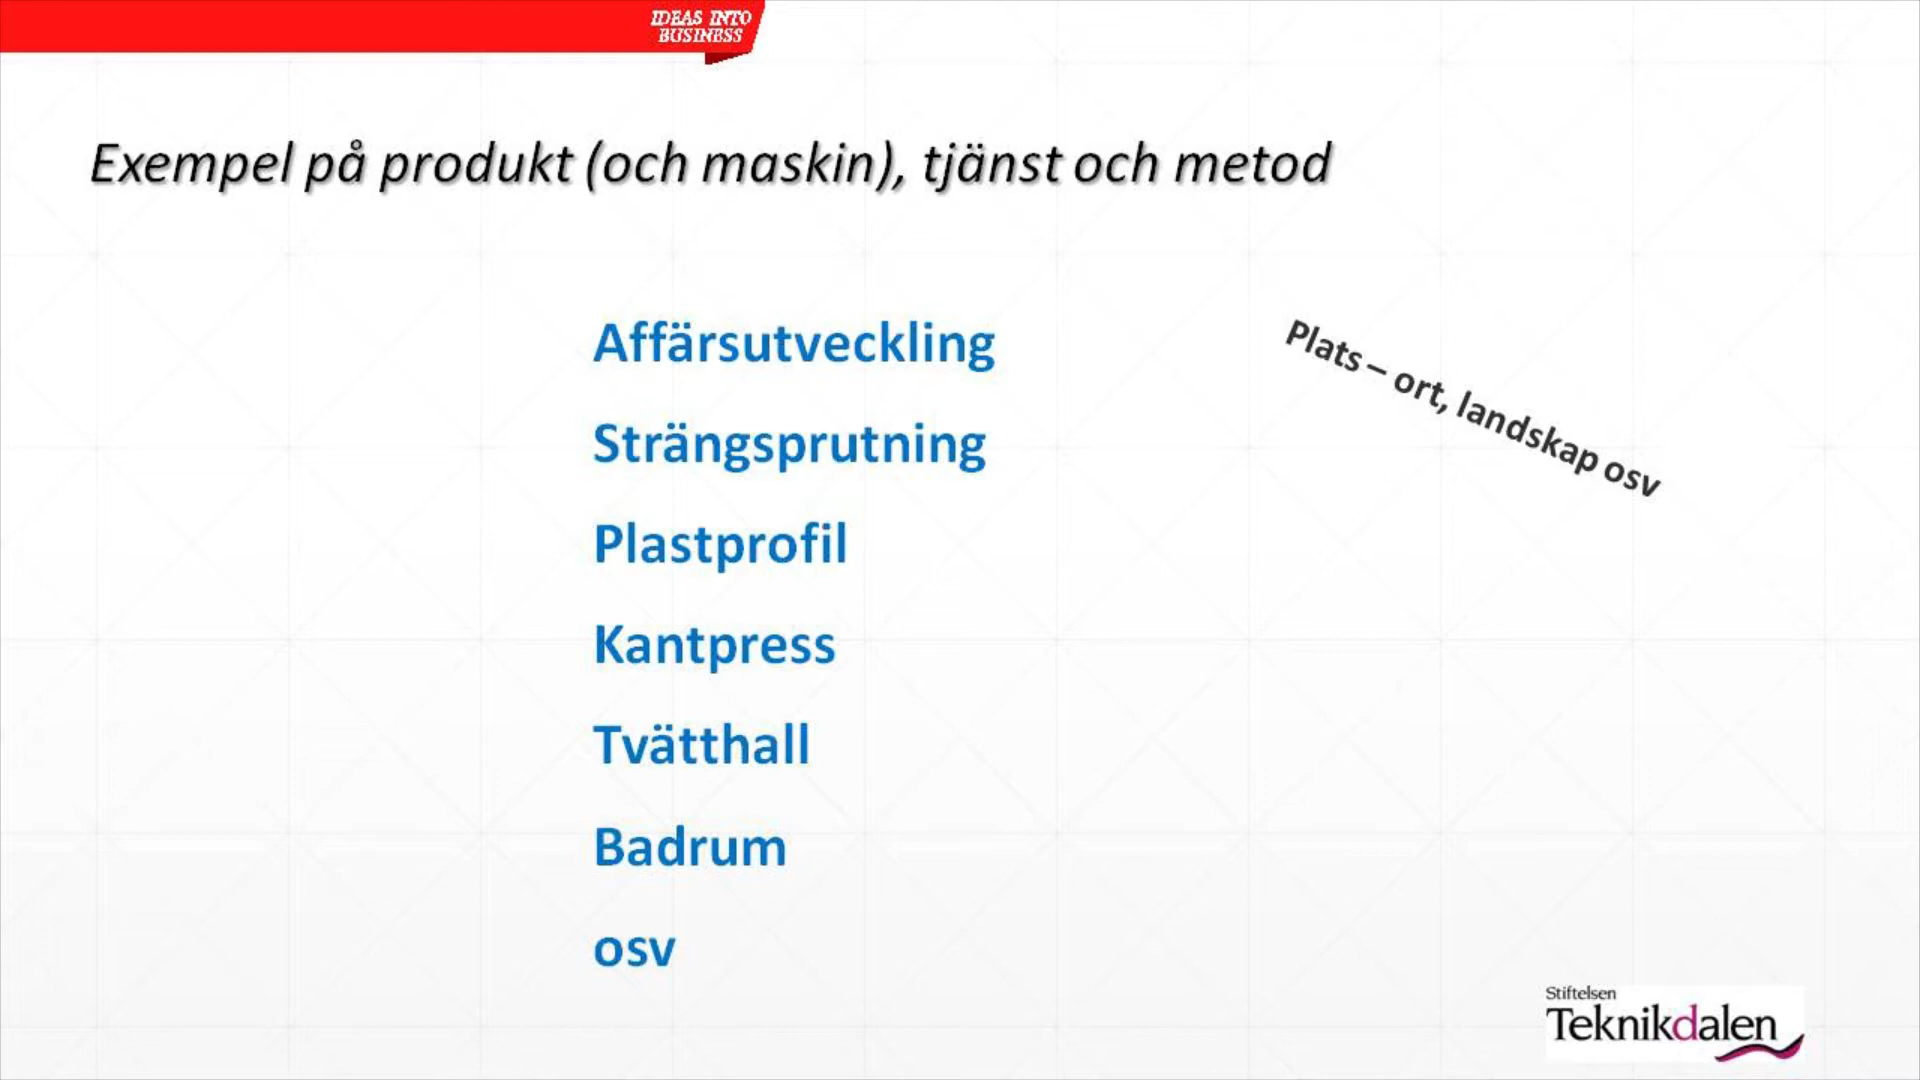 IDEAS INTO
BUSINESS
Exempel på produkt (och maskin), tjänst och metod
Affärsutveckling
Plats – ort, landskap osv
Strängsprutning
Plastprofil
Kantpress
Tvätthall
Badrum
osv
Stiftelsen
Teknikdalen